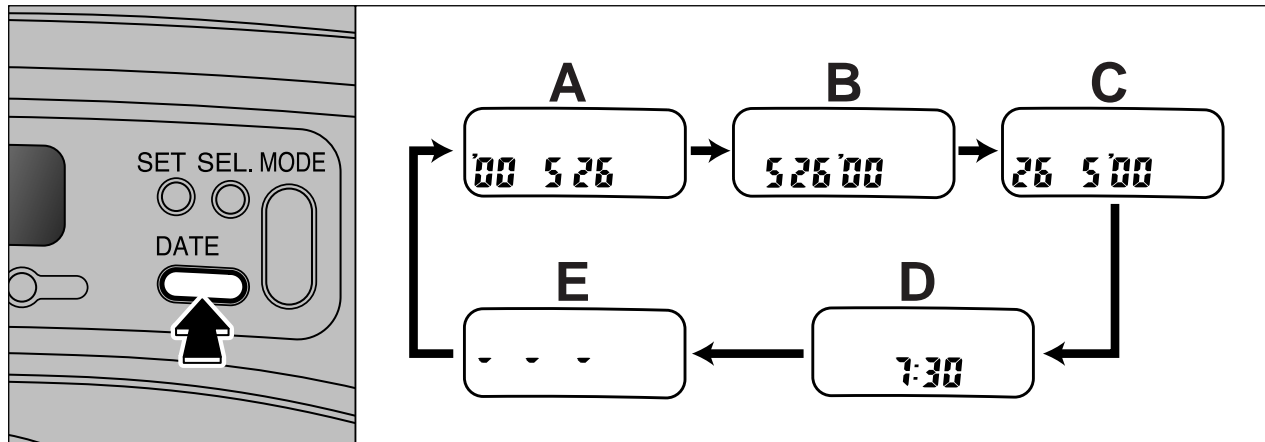 SET SEL. MODE
DATE
A B C
'00 5 26
5 26 '00
26 5 '00
E D
- - -
7:30